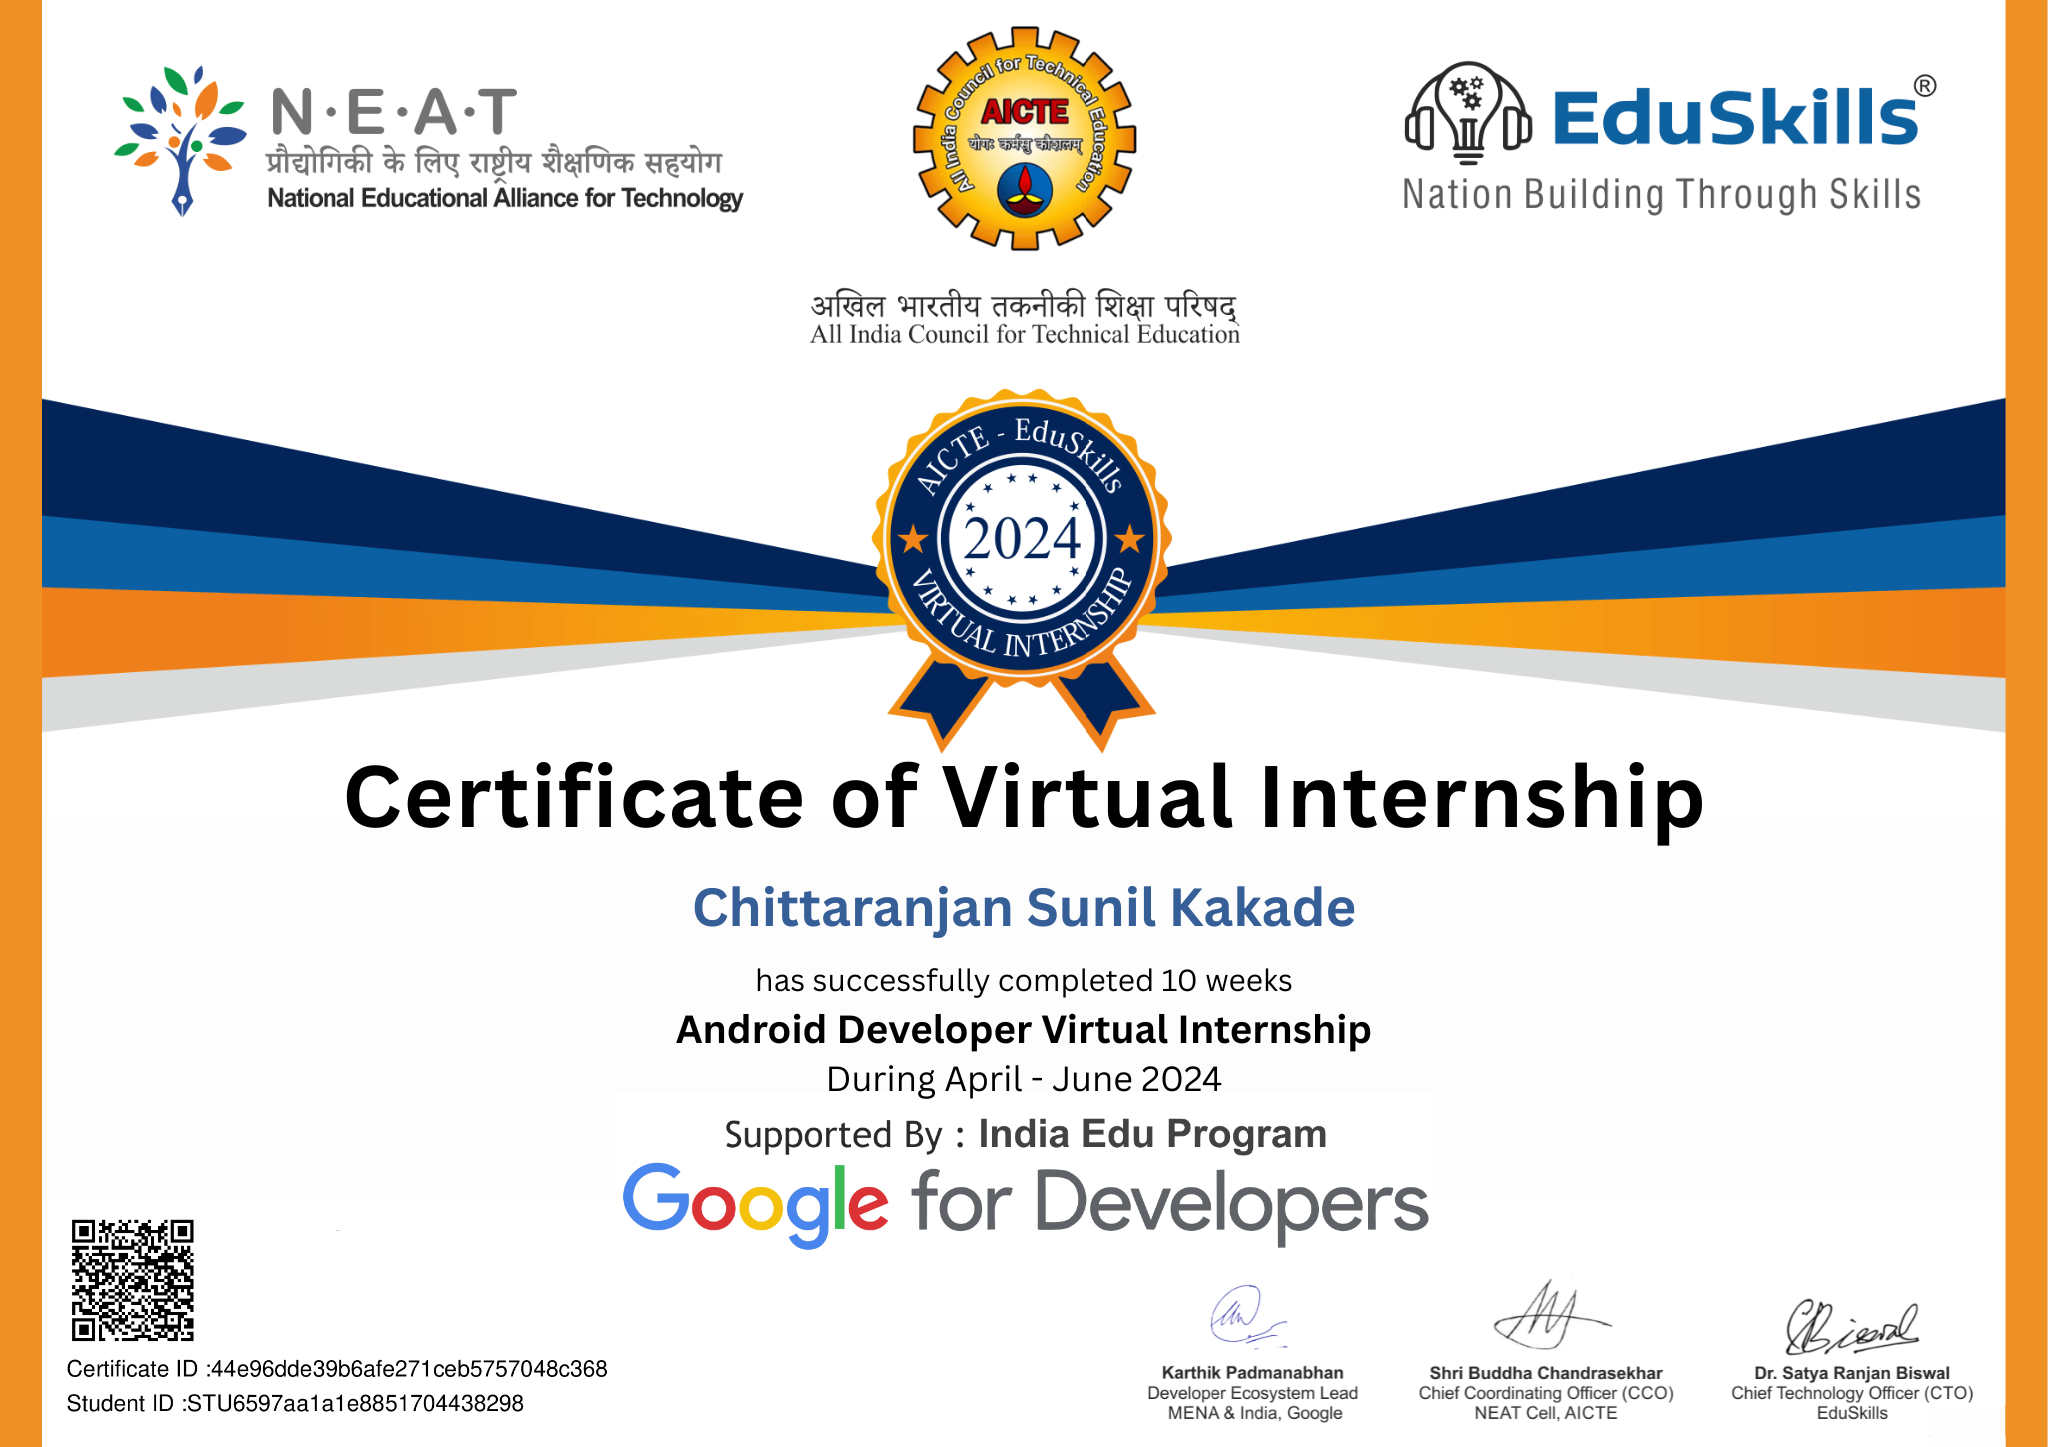 N·E·A·T
प्रौद्योगिकी के लिए राष्ट्रीय शैक्षणिक सहयोग
National Educational Alliance for Technology
All India Council for Technical Education
AICTE
योगः कर्मसु कौशलम्
अखिल भारतीय तकनीकी शिक्षा परिषद्
All India Council for Technical Education
EduSkills®
Nation Building Through Skills
AICTE - EduSkills
2024
VIRTUAL INTERNSHIP
Certificate of Virtual Internship
Chittaranjan Sunil Kakade
has successfully completed 10 weeks
Android Developer Virtual Internship
During April - June 2024
Supported By : India Edu Program
Google for Developers
Certificate ID :44e96dde39b6afe271ceb5757048c368
Student ID :STU6597aa1a1e8851704438298
Karthik Padmanabhan
Developer Ecosystem Lead
MENA & India, Google
Shri Buddha Chandrasekhar
Chief Coordinating Officer (CCO)
NEAT Cell, AICTE
Dr. Satya Ranjan Biswal
Chief Technology Officer (CTO)
EduSkills